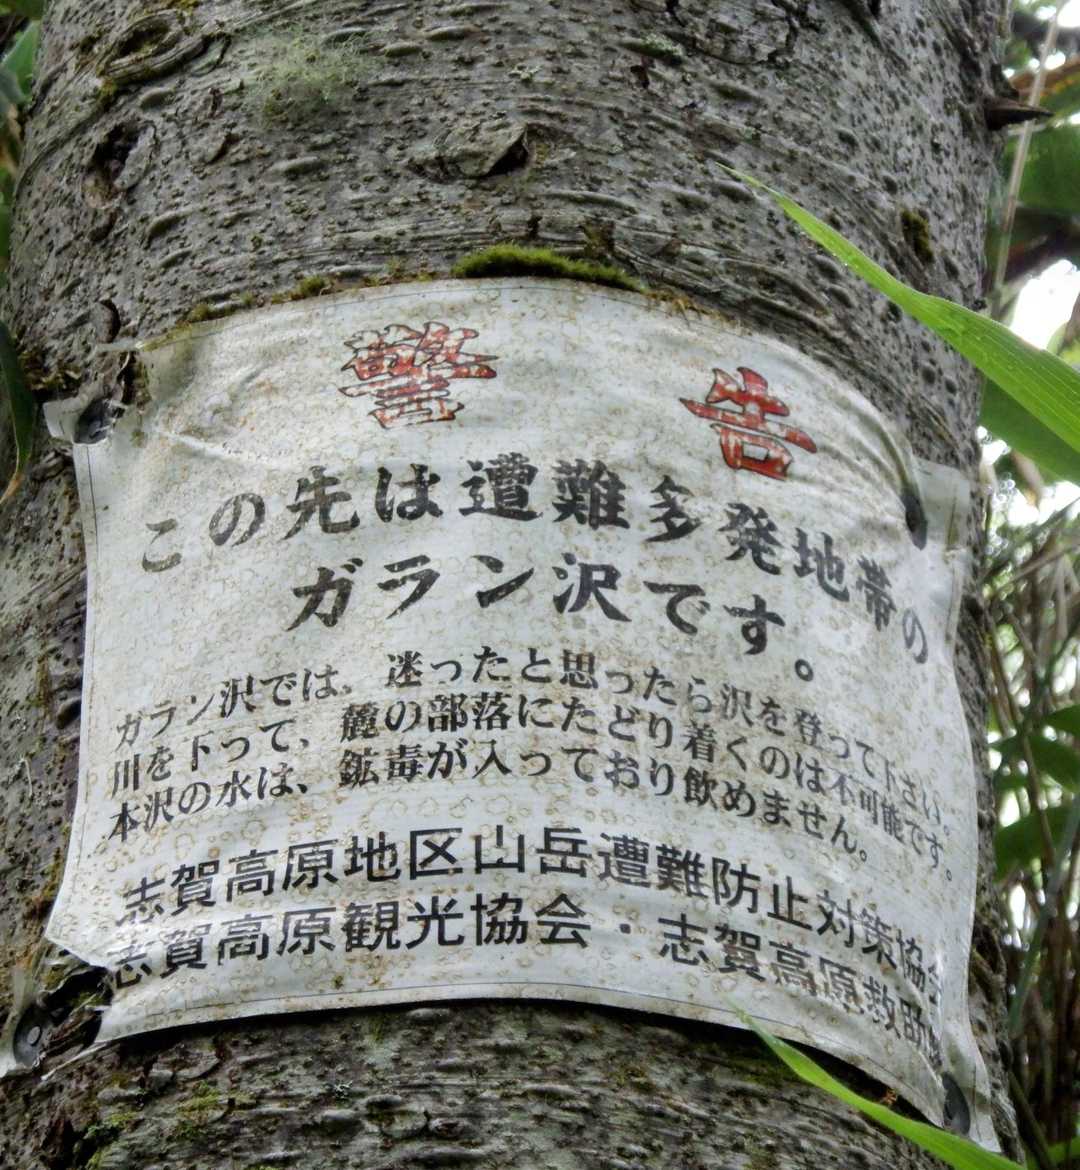 警告
この先は遭難多発地帯の
ガラン沢です。
ガラン沢では、迷ったと思ったら沢を登って下さい。
川を下って、麓の部落にたどり着くのは不可能です。
本沢の水は、鉱毒が入っており飲めません。
志賀高原地区山岳遭難防止対策協会
志賀高原観光協会・志賀高原救助